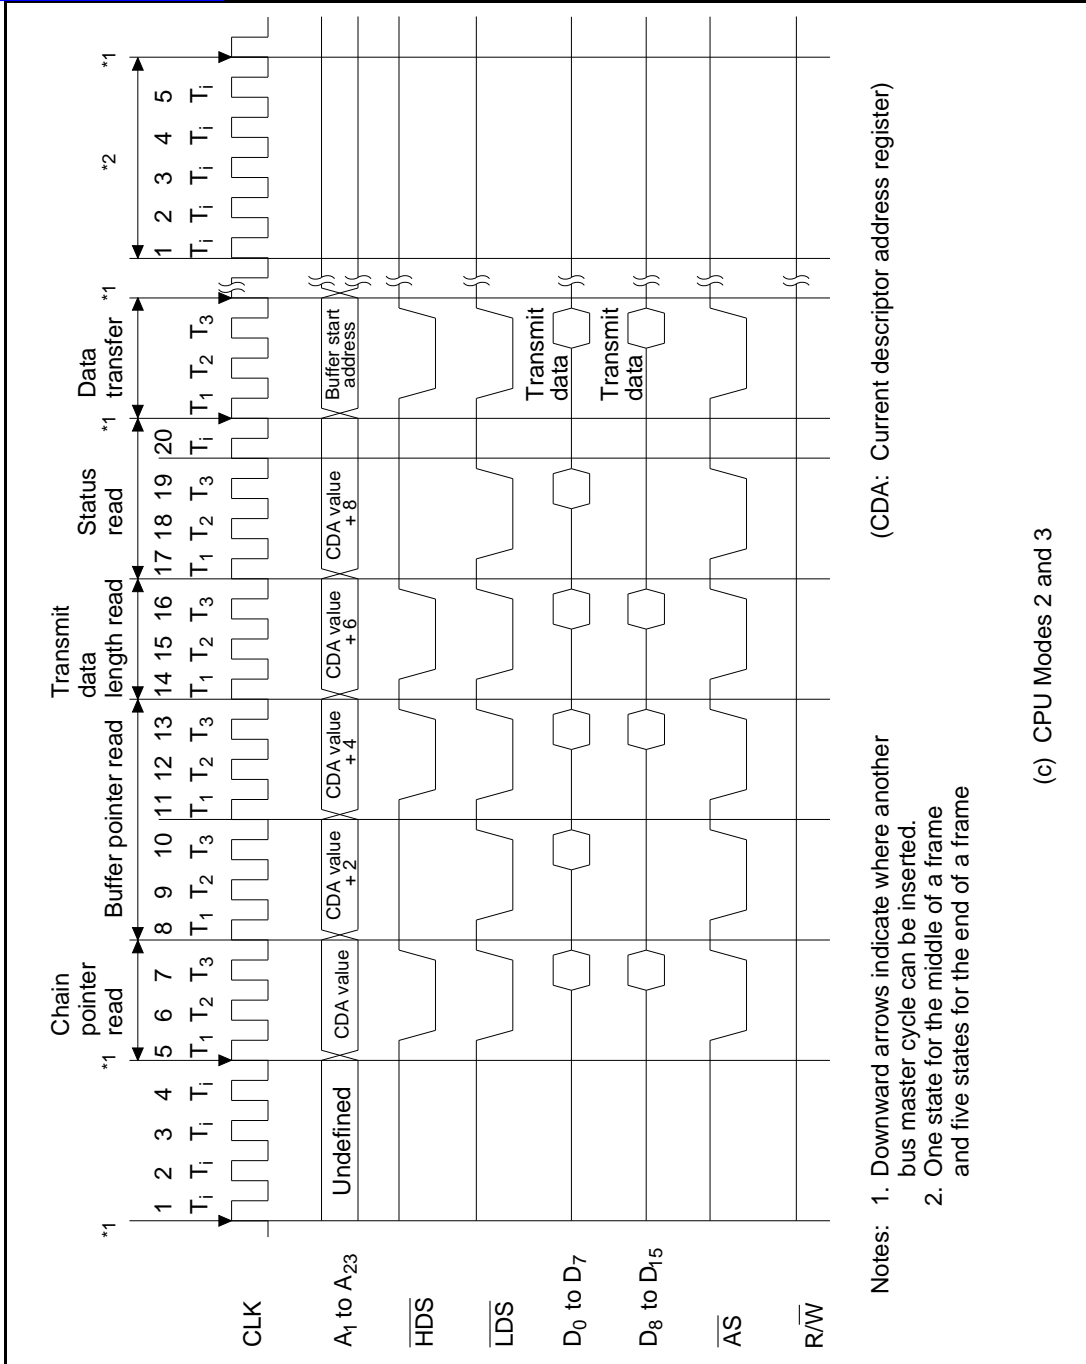 Chain
pointer
read
Buffer pointer read
Transmit
data
length read
Status
read
Data
transfer
*1 *1 *1 *1 *2 *1
1 2 3 4 5 6 7 8 9 10 11 12 13 14 15 16 17 18 19 20 1 2 3 4 5
Ti Ti Ti Ti T1 T2 T3 T1 T2 T3 T1 T2 T3 T1 T2 T3 T1 T2 T3 Ti T1 T2 T3 Ti Ti Ti Ti Ti
CLK
A1 to A23
Undefined
CDA value
CDA value
+ 2
CDA value
+ 4
CDA value
+ 6
CDA value
+ 8
Buffer start
address
HDS
LDS
D0 to D7
Transmit
data
D8 to D15
Transmit
data
AS
R/W
Notes: 1. Downward arrows indicate where another
bus master cycle can be inserted.
2. One state for the middle of a frame
and five states for the end of a frame
(CDA: Current descriptor address register)
(c) CPU Modes 2 and 3